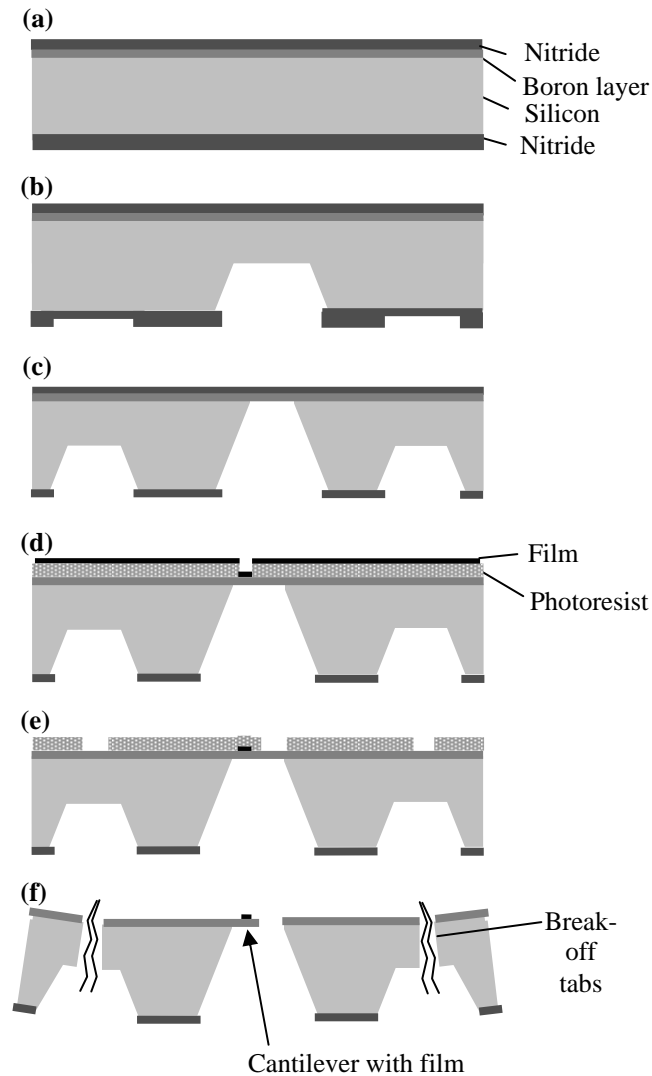 (a)
Nitride
Boron layer
Silicon
Nitride
(b)
(c)
(d)
Film
Photoresist
(e)
(f)
Break-
off
tabs
Cantilever with film